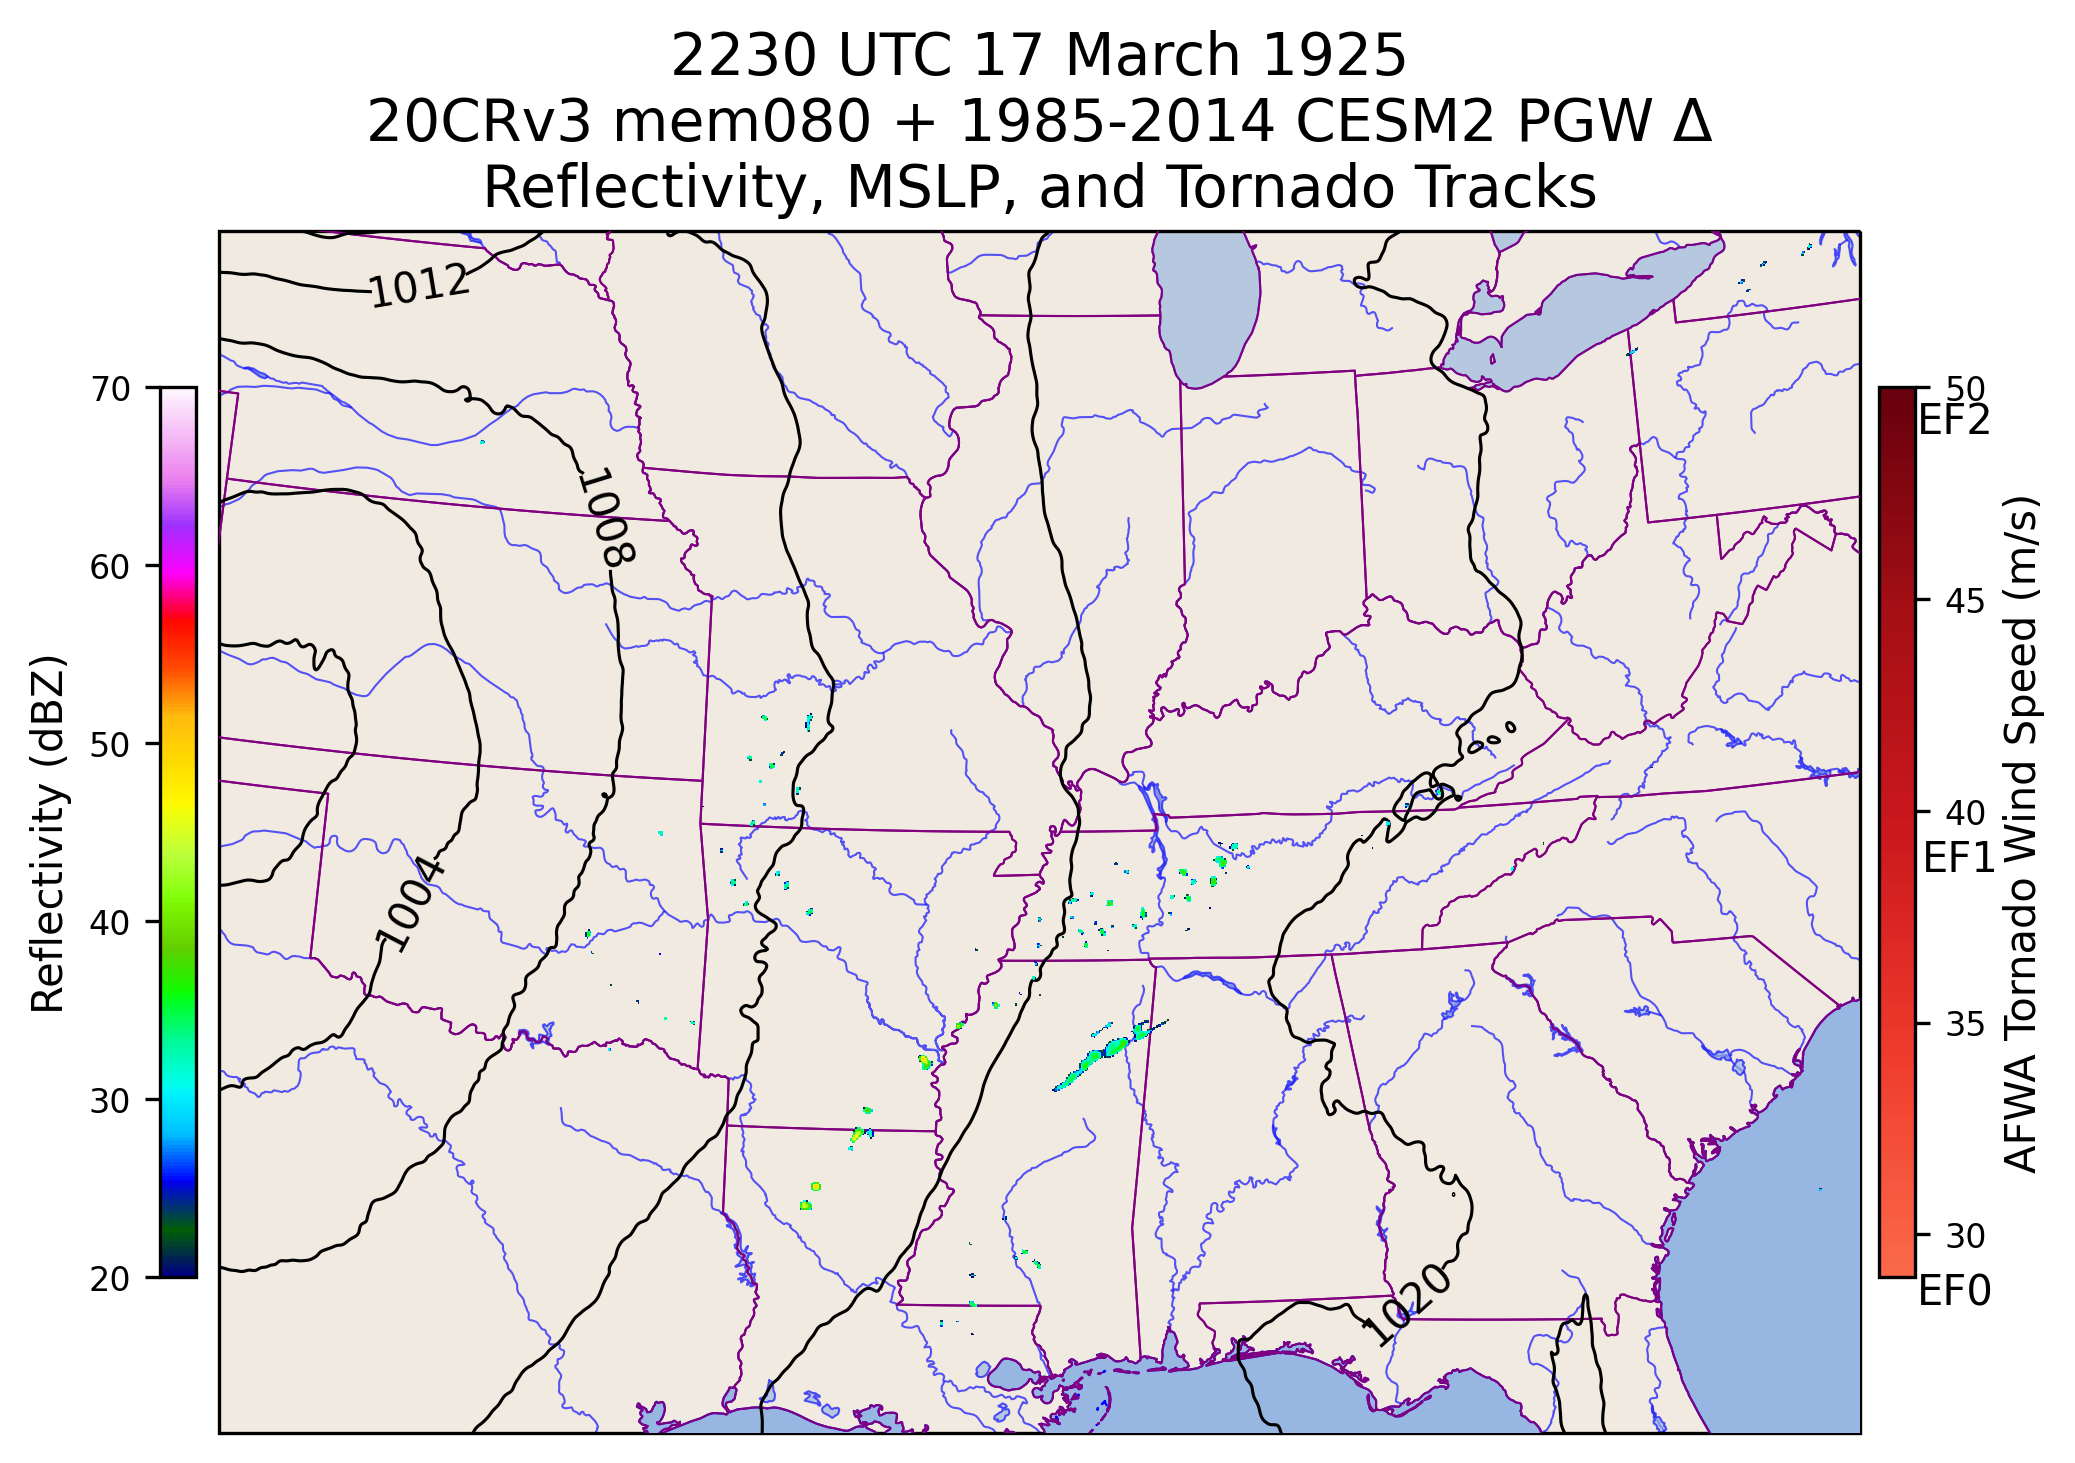 2230 UTC 17 March 1925
20CRv3 mem080 + 1985-2014 CESM2 PGW Δ
Reflectivity, MSLP, and Tornado Tracks
1012
1008
1004
1020
70
60
50
40
30
20
Reflectivity (dBZ)
50
EF2
45
40
EF1
35
30
EF0
AFWA Tornado Wind Speed (m/s)